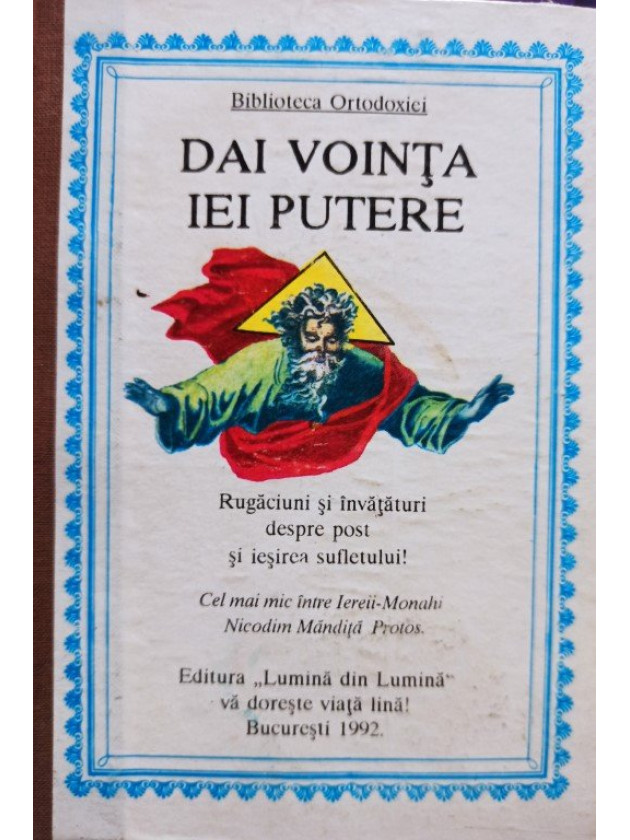 Biblioteca Ortodoxiei
DAI VOINŢA
IEI PUTERE
Rugăciuni şi învăţături
despre post
şi ieşirea sufletului!
Cel mai mic între Iereii-Monahi
Nicodim Măndiţă Protos.
Editura „Lumină din Lumină“
vă doreşte viaţă lină!
Bucureşti 1992.